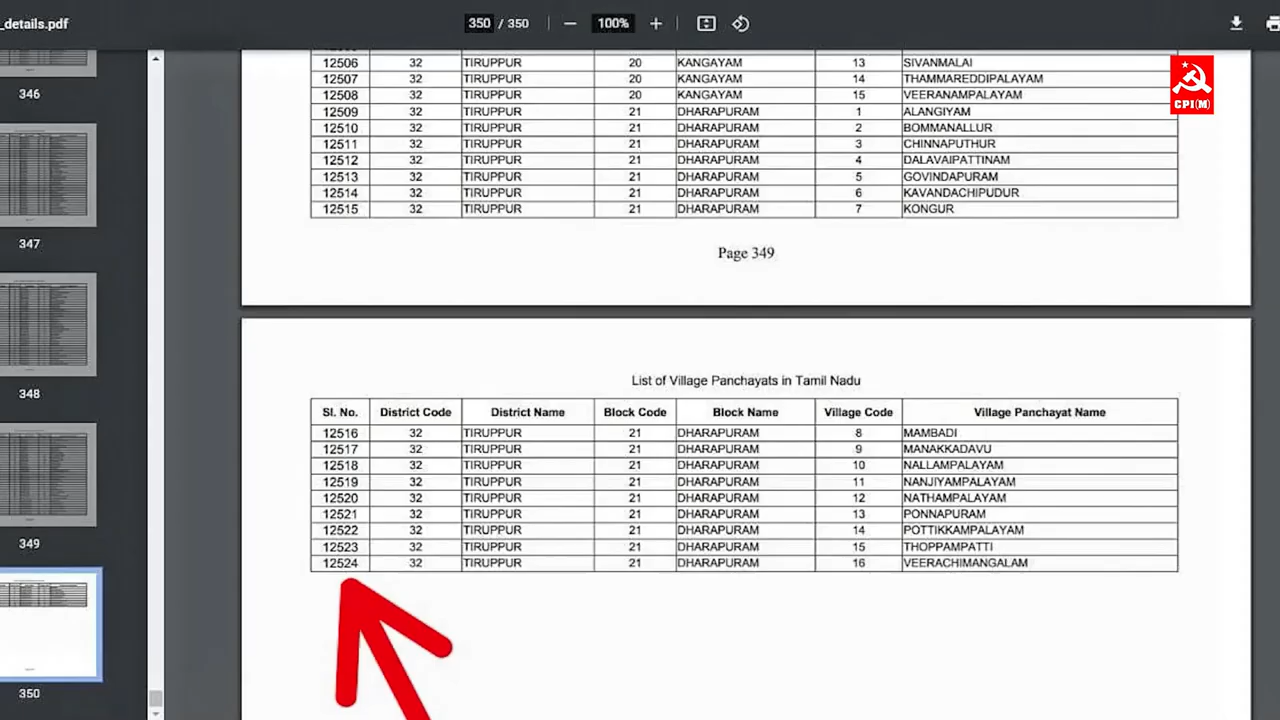 _details.pdf
350 / 350
100%
12506 32 TIRUPPUR 20 KANGAYAM 13 SIVANMALAI
12507 32 TIRUPPUR 20 KANGAYAM 14 THAMMAREDDIPALAYAM
12508 32 TIRUPPUR 20 KANGAYAM 15 VEERANAMPALAYAM
12509 32 TIRUPPUR 21 DHARAPURAM 1 ALANGIYAM
12510 32 TIRUPPUR 21 DHARAPURAM 2 BOMMANALLUR
12511 32 TIRUPPUR 21 DHARAPURAM 3 CHINNAPUTHUR
12512 32 TIRUPPUR 21 DHARAPURAM 4 DALAVAIPATTINAM
12513 32 TIRUPPUR 21 DHARAPURAM 5 GOVINDAPURAM
12514 32 TIRUPPUR 21 DHARAPURAM 6 KAVANDACHIPUDUR
12515 32 TIRUPPUR 21 DHARAPURAM 7 KONGUR
Page 349
List of Village Panchayats in Tamil Nadu
Sl. No. District Code District Name Block Code Block Name Village Code Village Panchayat Name
12516 32 TIRUPPUR 21 DHARAPURAM 8 MAMBADI
12517 32 TIRUPPUR 21 DHARAPURAM 9 MANAKKADAVU
12518 32 TIRUPPUR 21 DHARAPURAM 10 NALLAMPALAYAM
12519 32 TIRUPPUR 21 DHARAPURAM 11 NANJIYAMPALAYAM
12520 32 TIRUPPUR 21 DHARAPURAM 12 NATHAMPALAYAM
12521 32 TIRUPPUR 21 DHARAPURAM 13 PONNAPURAM
12522 32 TIRUPPUR 21 DHARAPURAM 14 POTTIKKAMPALAYAM
12523 32 TIRUPPUR 21 DHARAPURAM 15 THOPPAMPATTI
12524 32 TIRUPPUR 21 DHARAPURAM 16 VEERACHIMANGALAM
346
347
348
349
350
CPI(M)